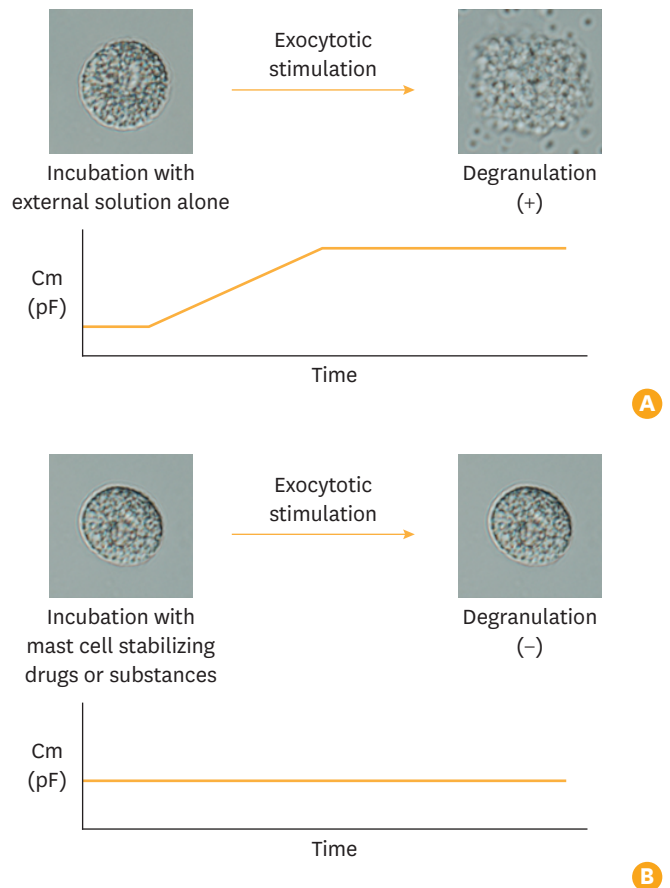 Exocytotic
stimulation
Incubation with
external solution alone
Degranulation
(+)
Cm
(pF)
Time
A
Exocytotic
stimulation
Incubation with
mast cell stabilizing
drugs or substances
Degranulation
(−)
Cm
(pF)
Time
B